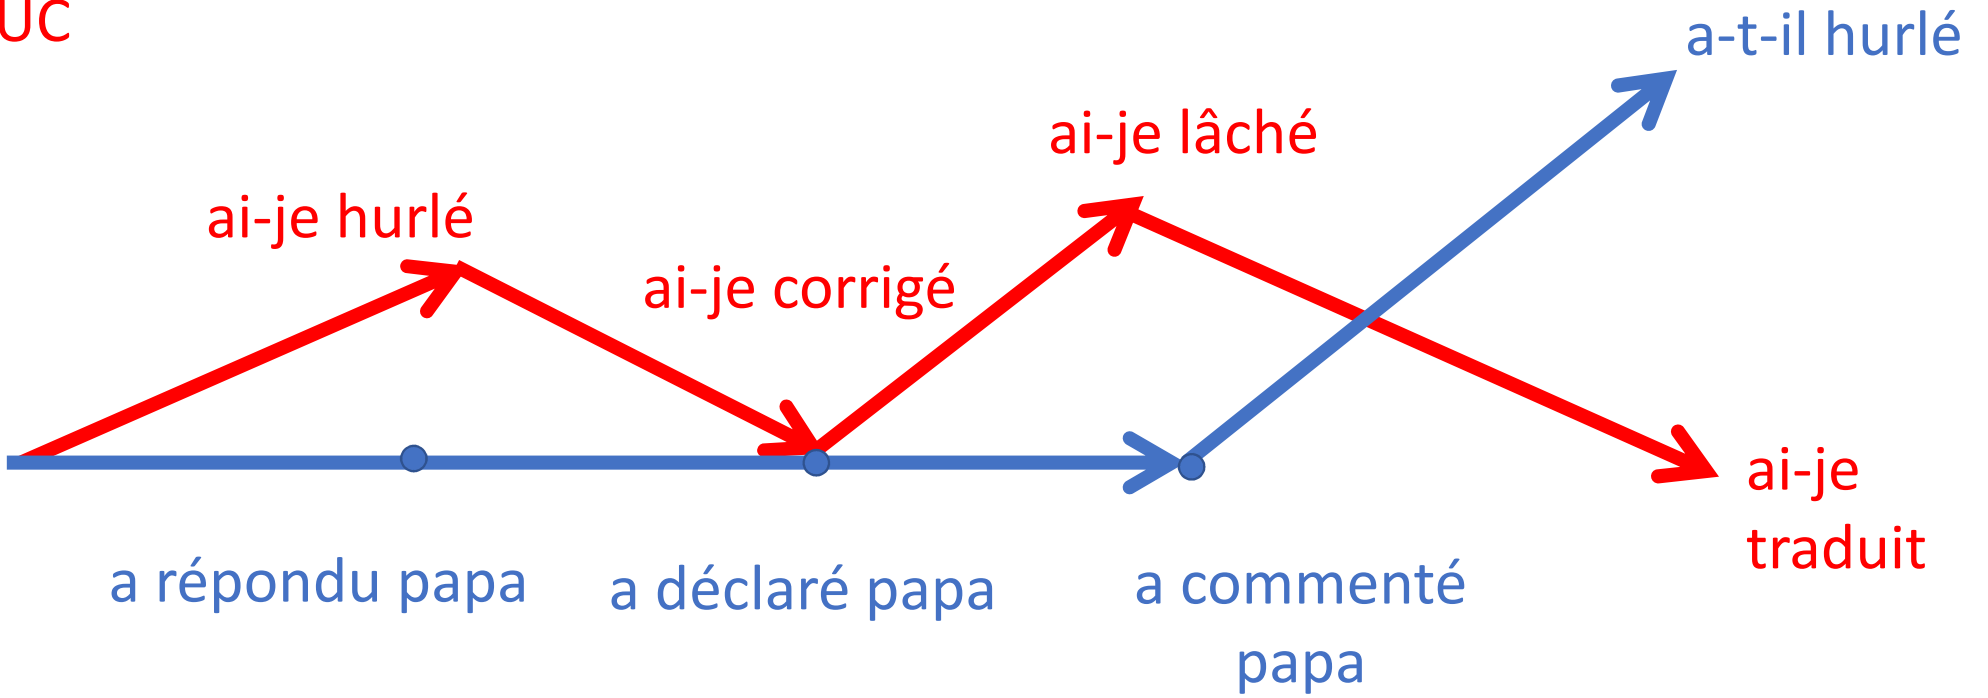 UC
a-t-il hurlé
ai-je lâché
ai-je hurlé
ai-je corrigé
ai-je
traduit
a répondu papa
a déclaré papa
a commenté
papa